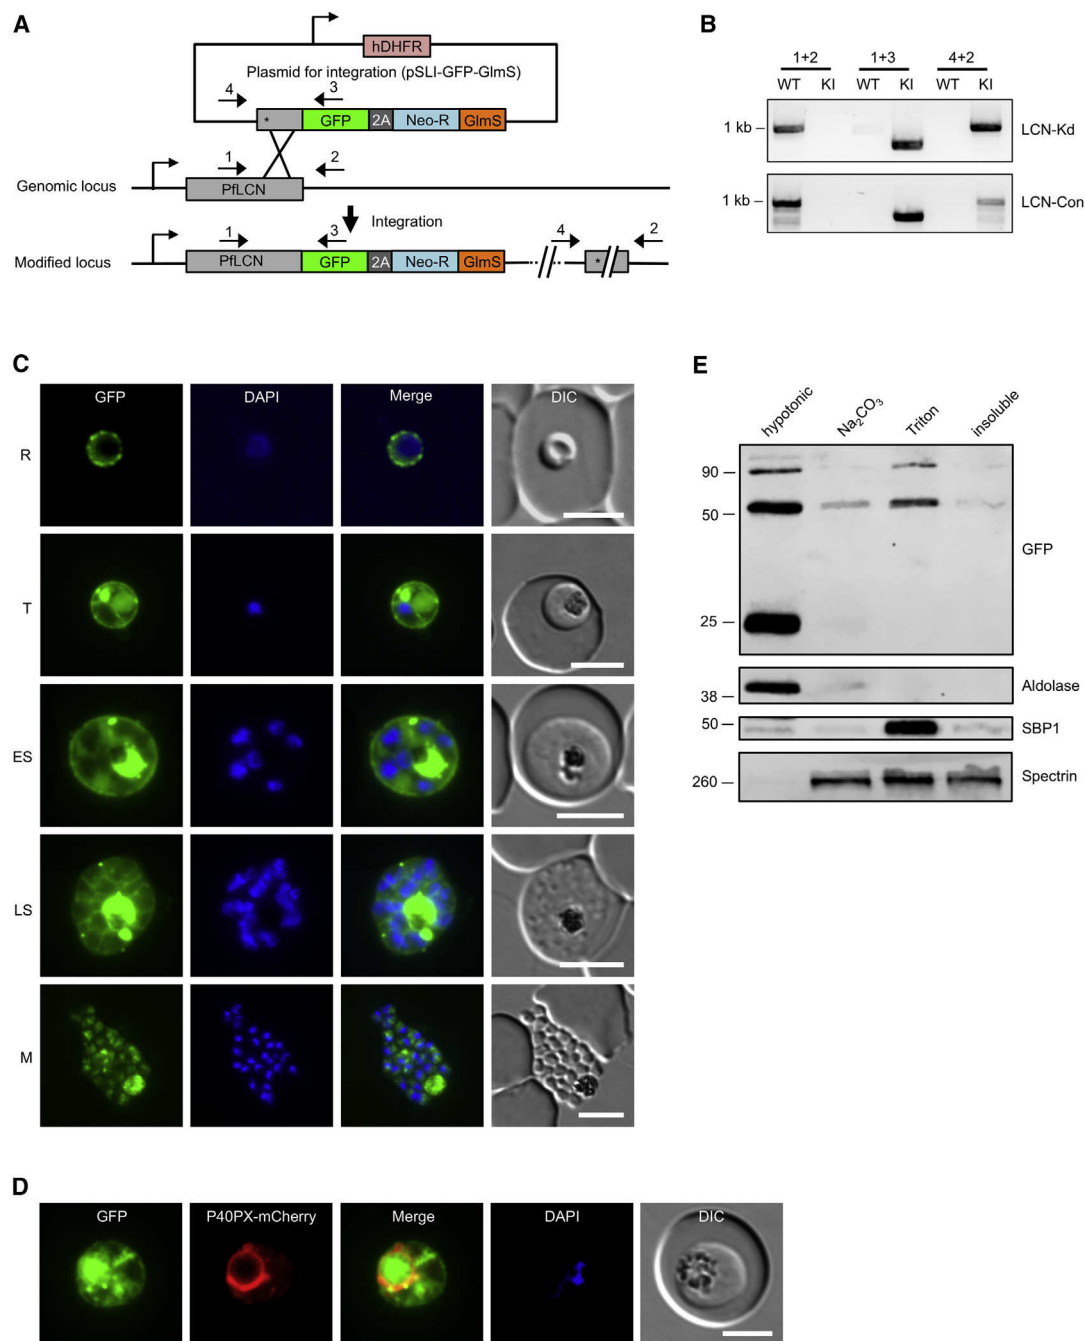 A
hDHFR
Plasmid for integration (pSLI-GFP-GlmS)
4
3
*
GFP
2A
Neo-R
GlmS
1
2
Genomic locus
PfLCN
Integration
1
3
4
2
Modified locus
PfLCN
GFP
2A
Neo-R
GlmS
*
B
1+2
1+3
4+2
WT KI WT KI WT KI
1 kb
LCN-Kd
1 kb
LCN-Con
C
GFP
DAPI
Merge
DIC
R
T
ES
LS
M
D
GFP
P40PX-mCherry
Merge
DAPI
DIC
E
hypotonic
Na₂CO₃
Triton
insoluble
90
50
25
GFP
38
Aldolase
50
SBP1
260
Spectrin